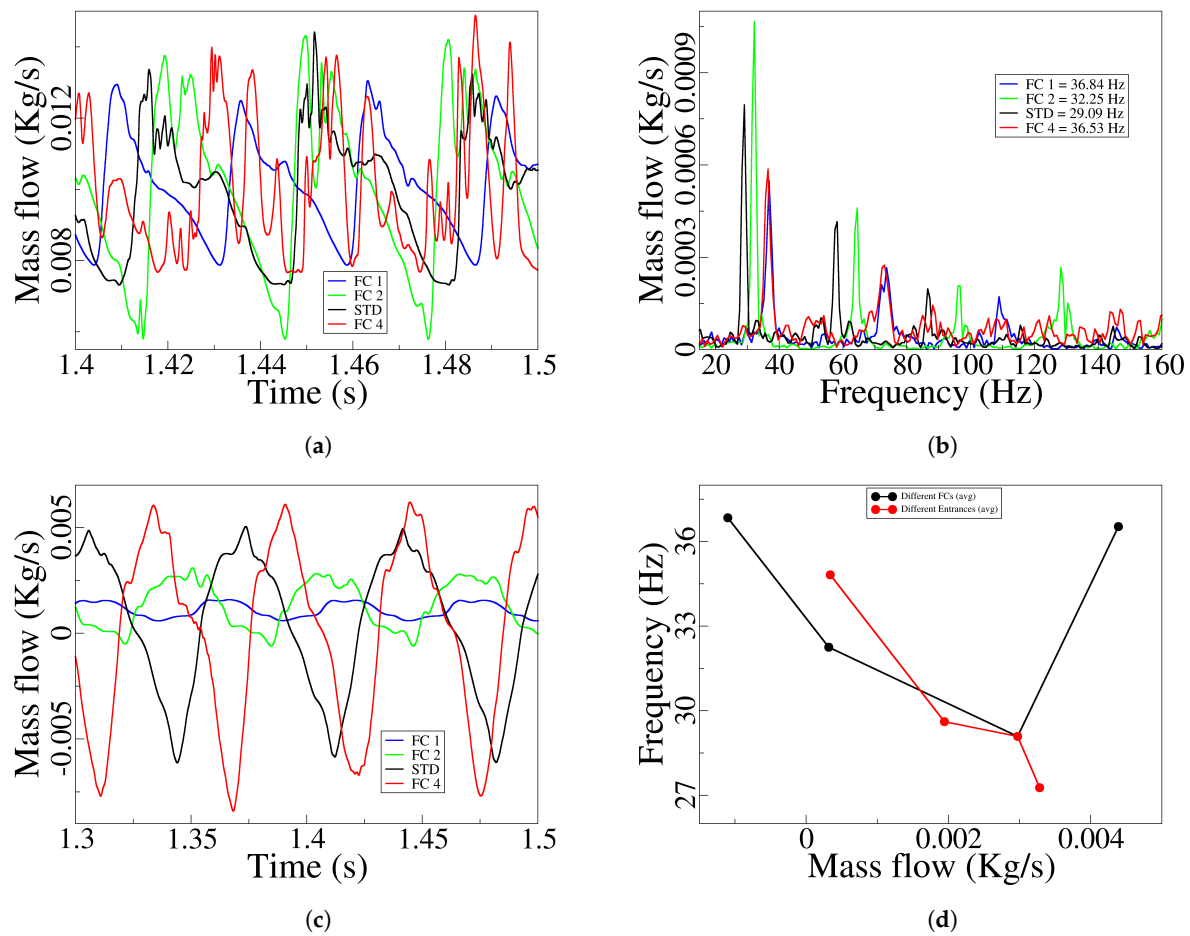 Mass flow (Kg/s)
0.012
0.008
FC 1
FC 2
STD
FC 4
1.4 1.42 1.44 1.46 1.48 1.5
Time (s)
(a)
Mass flow (Kg/s)
0.0009
0.0006
0.0003
0
FC 1 = 36.84 Hz
FC 2 = 32.25 Hz
STD = 29.09 Hz
FC 4 = 36.53 Hz
20 40 60 80 100 120 140 160
Frequency (Hz)
(b)
Mass flow (Kg/s)
0.005
0
-0.005
FC 1
FC 2
STD
FC 4
1.3 1.35 1.4 1.45 1.5
Time (s)
(c)
Frequency (Hz)
36
33
30
27
Different FCs (avg)
Different Entrances (avg)
0 0.002 0.004
Mass flow (Kg/s)
(d)